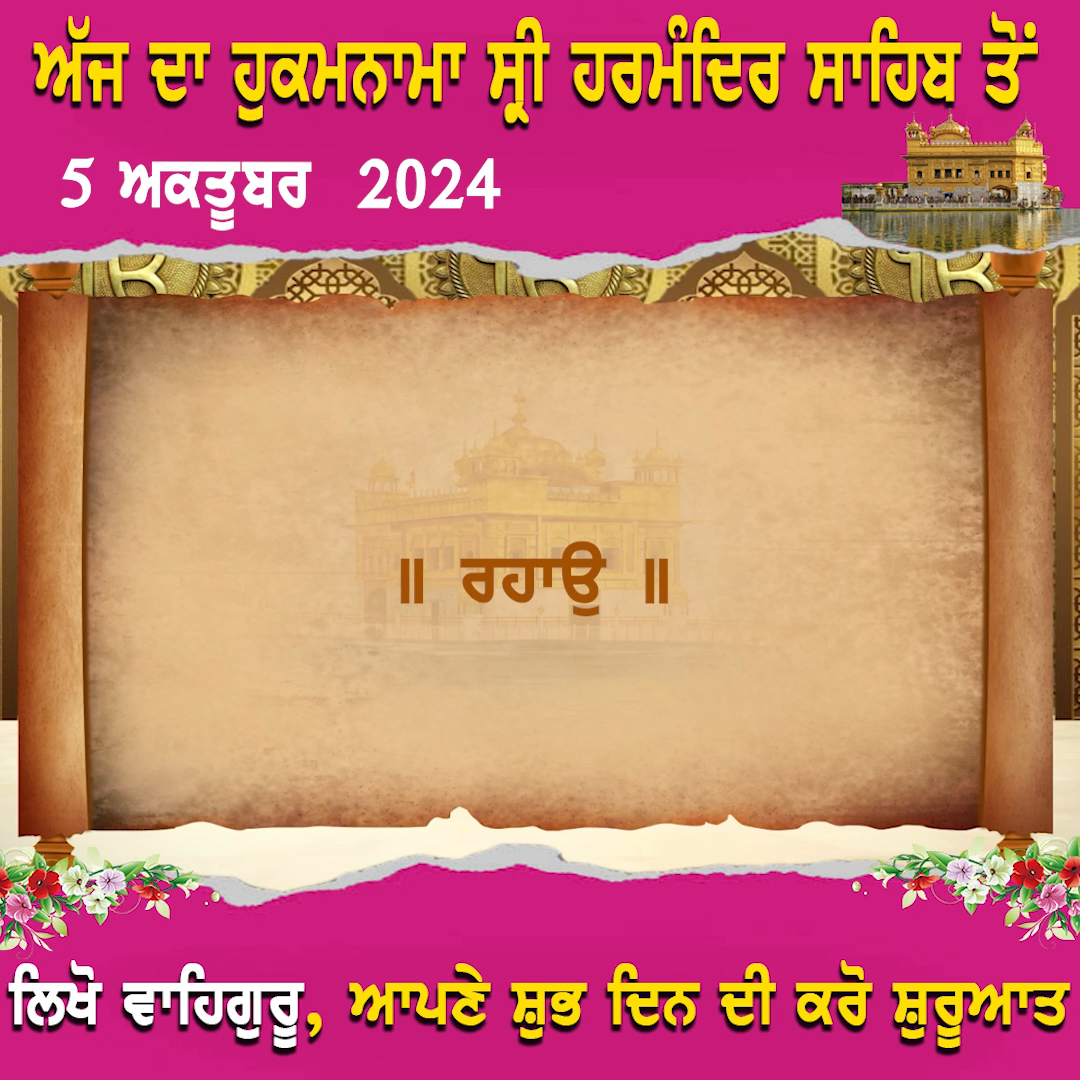 ਅੱਜ ਦਾ ਹੁਕਮਨਾਮਾ ਸ੍ਰੀ ਹਰਮੰਦਿਰ ਸਾਹਿਬ ਤੋਂ
5 ਅਕਤੂਬਰ 2024
॥ ਰਹਾਉ ॥
ਲਿਖੋ ਵਾਹਿਗੁਰੂ, ਆਪਣੇ ਸ਼ੁਭ ਦਿਨ ਦੀ ਕਰੋ ਸ਼ੁਰੂਆਤ